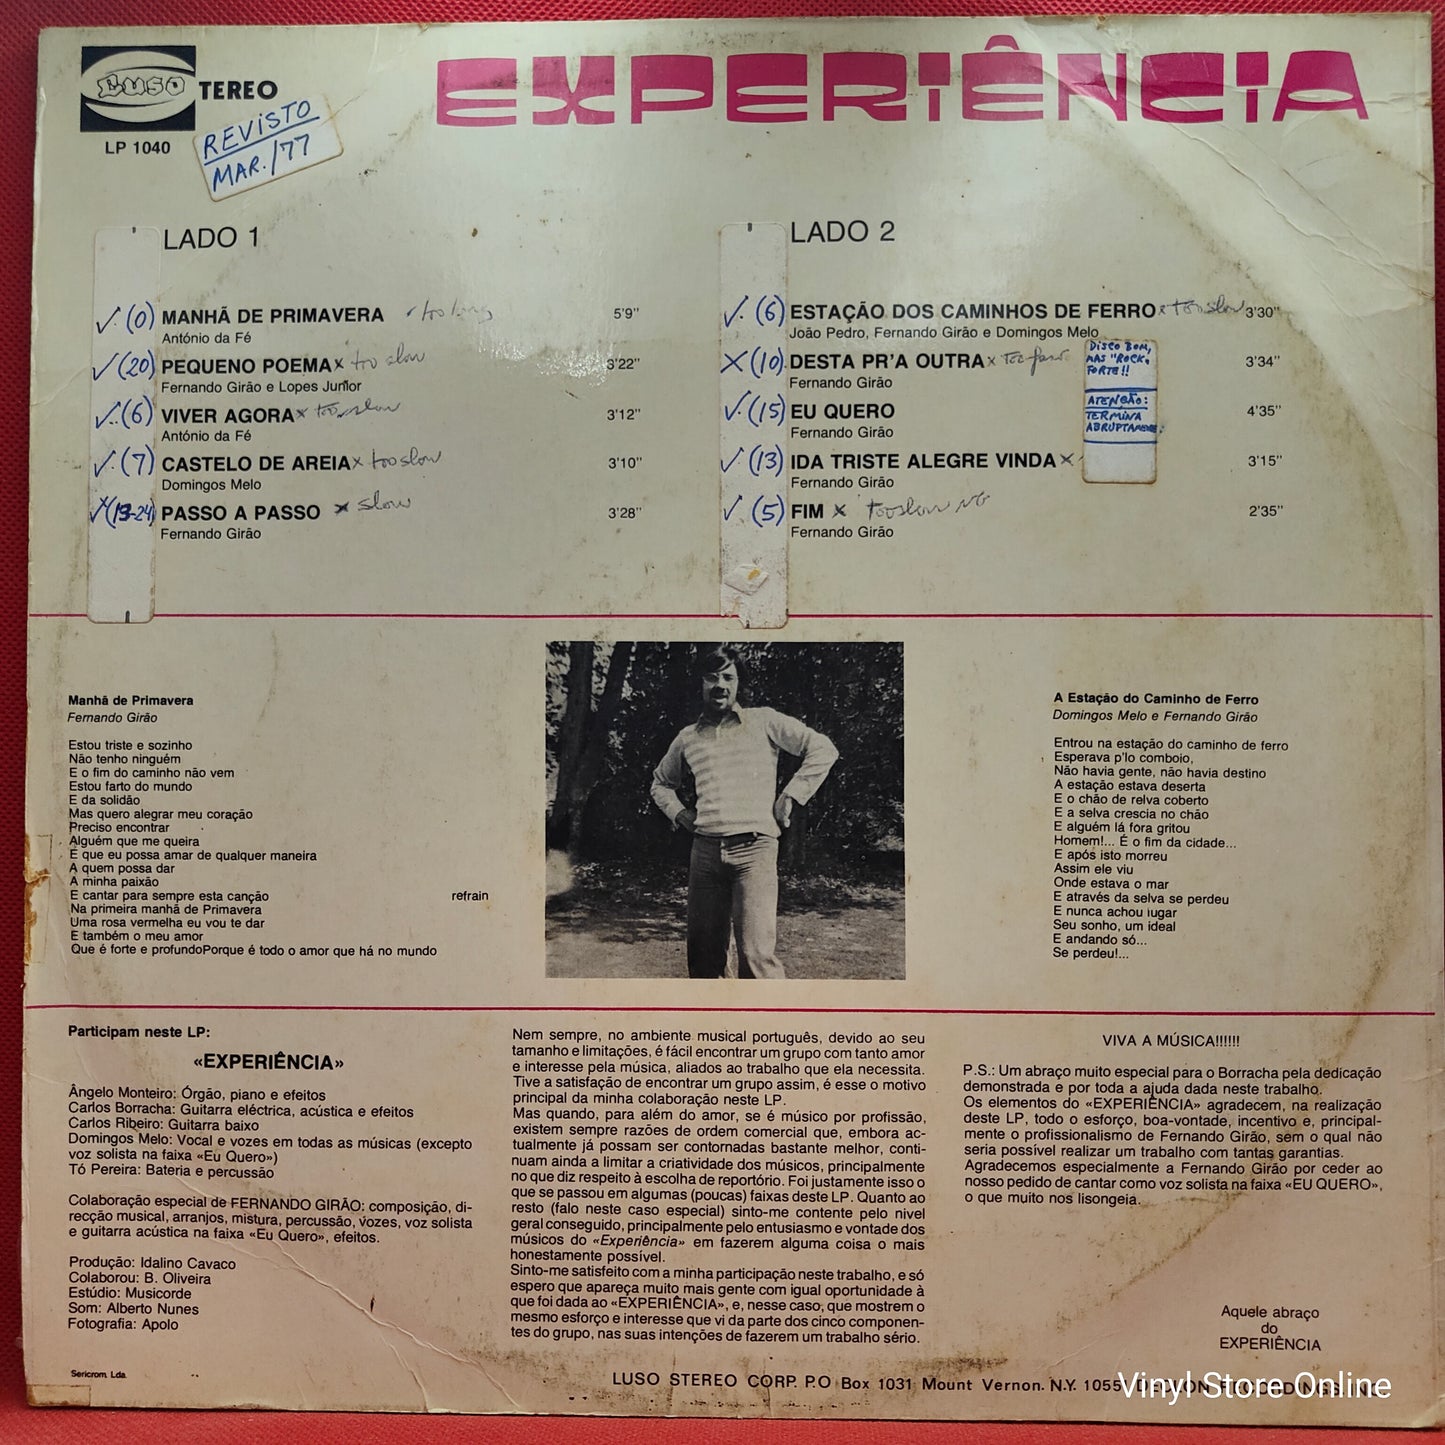 Luso
TEREO
EXPERIÊNCIA
LP 1040
REVISTO
MAR./77
LADO 1
✓ (0) MANHÃ DE PRIMAVERA too long 5'9"
António da Fé
✓ (20) PEQUENO POEMA x too slow 3'22"
Fernando Girão e Lopes Junior
✓ (6) VIVER AGORA x too slow 3'12"
António da Fé
✓ (7) CASTELO DE AREIA x too slow 3'10"
Domingos Melo
PASSO A PASSO x slow 3'28"
Fernando Girão
LADO 2
✓ (6) ESTAÇÃO DOS CAMINHOS DE FERRO x too slow 3'30"
João Pedro, Fernando Girão e Domingos Melo
X (10) DESTA PR'A OUTRA x 3'34"
Fernando Girão
✓ (15) EU QUERO 4'35"
Fernando Girão
✓ (13) IDA TRISTE ALEGRE VINDA x 3'15"
Fernando Girão
✓ (5) FIM x too slow 2'35"
Fernando Girão
DISCO BOM,
MAS "ROCK,
FORTE!!
ATENÇÃO:
TERMINA
ABRUPTAMENTE.
Manhã de Primavera
Fernando Girão
Estou triste e sozinho
Não tenho ninguém
E o fim do caminho não vem
Estou farto do mundo
E da solidão
Mas quero alegrar meu coração
Preciso encontrar
Alguém que me queira
E que eu possa amar de qualquer maneira
A quem possa dar
A minha paixão
E cantar para sempre esta canção refrain
Na primeira manhã de Primavera
Uma rosa vermelha eu vou te dar
E também o meu amor
Que é forte e profundoPorque é todo o amor que há no mundo
A Estação do Caminho de Ferro
Domingos Melo e Fernando Girão
Entrou na estação do caminho de ferro
Esperava p'lo comboio,
Não havia gente, não havia destino
A estação estava deserta
E o chão de relva coberto
E a selva crescia no chão
E alguém lá fora gritou
Homem!... É o fim da cidade...
E após isto morreu
Assim ele viu
Onde estava o mar
E através da selva se perdeu
E nunca achou lugar
Seu sonho, um ideal
E andando só...
Se perdeu!...
Participam neste LP:
«EXPERIÊNCIA»
Ângelo Monteiro: Órgão, piano e efeitos
Carlos Borracha: Guitarra eléctrica, acústica e efeitos
Carlos Ribeiro: Guitarra baixo
Domingos Melo: Vocal e vozes em todas as músicas (excepto
voz solista na faixa «Eu Quero»)
Tó Pereira: Bateria e percussão
Colaboração especial de FERNANDO GIRÃO: composição, di-
recção musical, arranjos, mistura, percussão, vozes, voz solista
e guitarra acústica na faixa «Eu Quero», efeitos.
Produção: Idalino Cavaco
Colaborou: B. Oliveira
Estúdio: Musicorde
Som: Alberto Nunes
Fotografia: Apolo
Sericrom. Lda.
Nem sempre, no ambiente musical português, devido ao seu
tamanho e limitações, é fácil encontrar um grupo com tanto amor
e interesse pela música, aliados ao trabalho que ela necessita.
Tive a satisfação de encontrar um grupo assim, é esse o motivo
principal da minha colaboração neste LP.
Mas quando, para além do amor, se é músico por profissão,
existem sempre razões de ordem comercial que, embora ac-
tualmente já possam ser contornadas bastante melhor, conti-
nuam ainda a limitar a criatividade dos músicos, principalmente
no que diz respeito à escolha de reportório. Foi justamente isso o
que se passou em algumas (poucas) faixas deste LP. Quanto ao
resto (falo neste caso especial) sinto-me contente pelo nivel
geral conseguido, principalmente pelo entusiasmo e vontade dos
músicos do «Experiência» em fazerem alguma coisa o mais
honestamente possível.
Sinto-me satisfeito com a minha participação neste trabalho, e só
espero que apareça muito mais gente com igual oportunidade à
que foi dada ao «EXPERIÊNCIA», e, nesse caso, que mostrem o
mesmo esforço e interesse que vi da parte dos cinco componen-
tes do grupo, nas suas intenções de fazerem um trabalho sério.
VIVA A MÚSICA!!!!!!
P.S.: Um abraço muito especial para o Borracha pela dedicação
demonstrada e por toda a ajuda dada neste trabalho.
Os elementos do «EXPERIÊNCIA» agradecem, na realização
deste LP, todo o esforço, boa-vontade, incentivo e, principal-
mente o profissionalismo de Fernando Girão, sem o qual não
seria possível realizar um trabalho com tantas garantias.
Agradecemos especialmente a Fernando Girão por ceder ao
nosso pedido de cantar como voz solista na faixa «EU QUERO»,
o que muito nos lisongeia.
Aquele abraço
do
EXPERIÊNCIA
LUSO STEREO CORP. P.O Box 1031 Mount Vernon. N.Y.
Vinyl Store Online